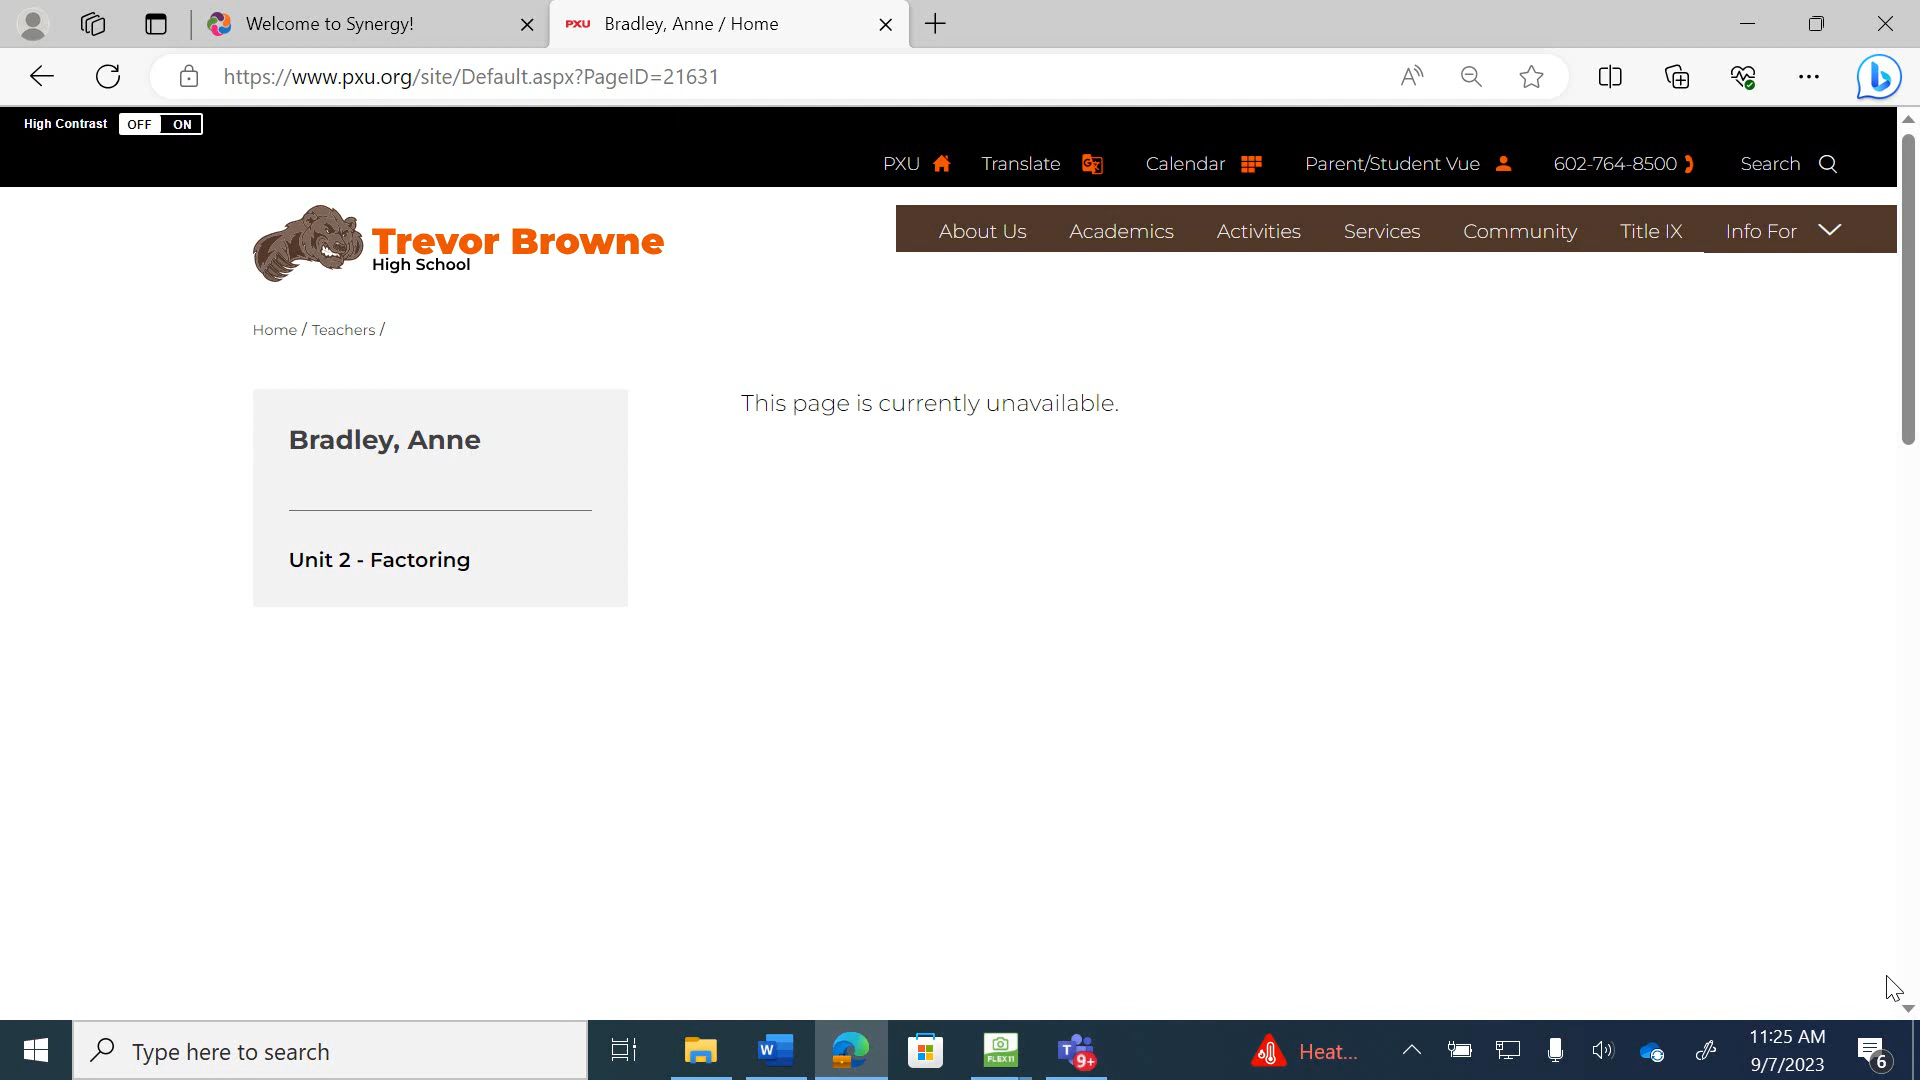 Welcome to Synergy!
PXU Bradley, Anne / Home
https://www.pxu.org/site/Default.aspx?PageID=21631
High Contrast OFF ON
PXU Translate Calendar Parent/Student Vue 602-764-8500 Search
Trevor Browne
High School
About Us Academics Activities Services Community Title IX Info For
Home / Teachers /
This page is currently unavailable.
Bradley, Anne
Unit 2 - Factoring
Type here to search
W
FLEX11
T 9+
Heat...
11:25 AM
9/7/2023
6